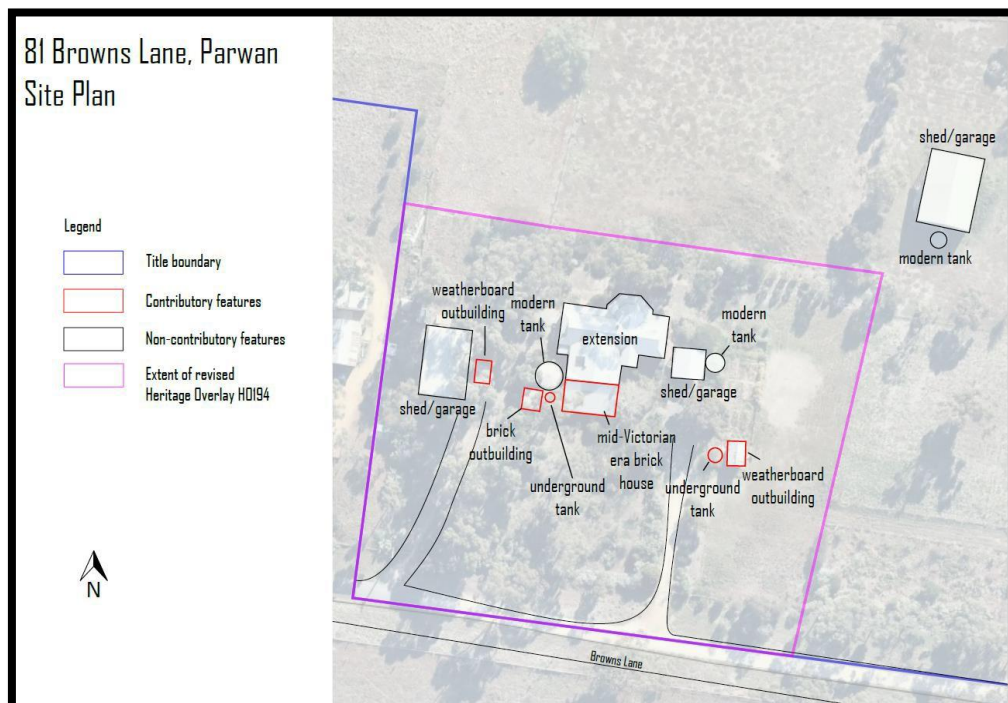 81 Browns Lane, Parwan
Site Plan
Legend
Title boundary
Contributory features
Non-contributory features
Extent of revised
Heritage Overlay HO194
N
shed/garage
modern tank
weatherboard
outbuilding
modern
tank
extension
modern
tank
shed/garage
shed/garage
brick
outbuilding
underground
tank
mid-Victorian
era brick
house
underground
tank
weatherboard
outbuilding
Browns Lane